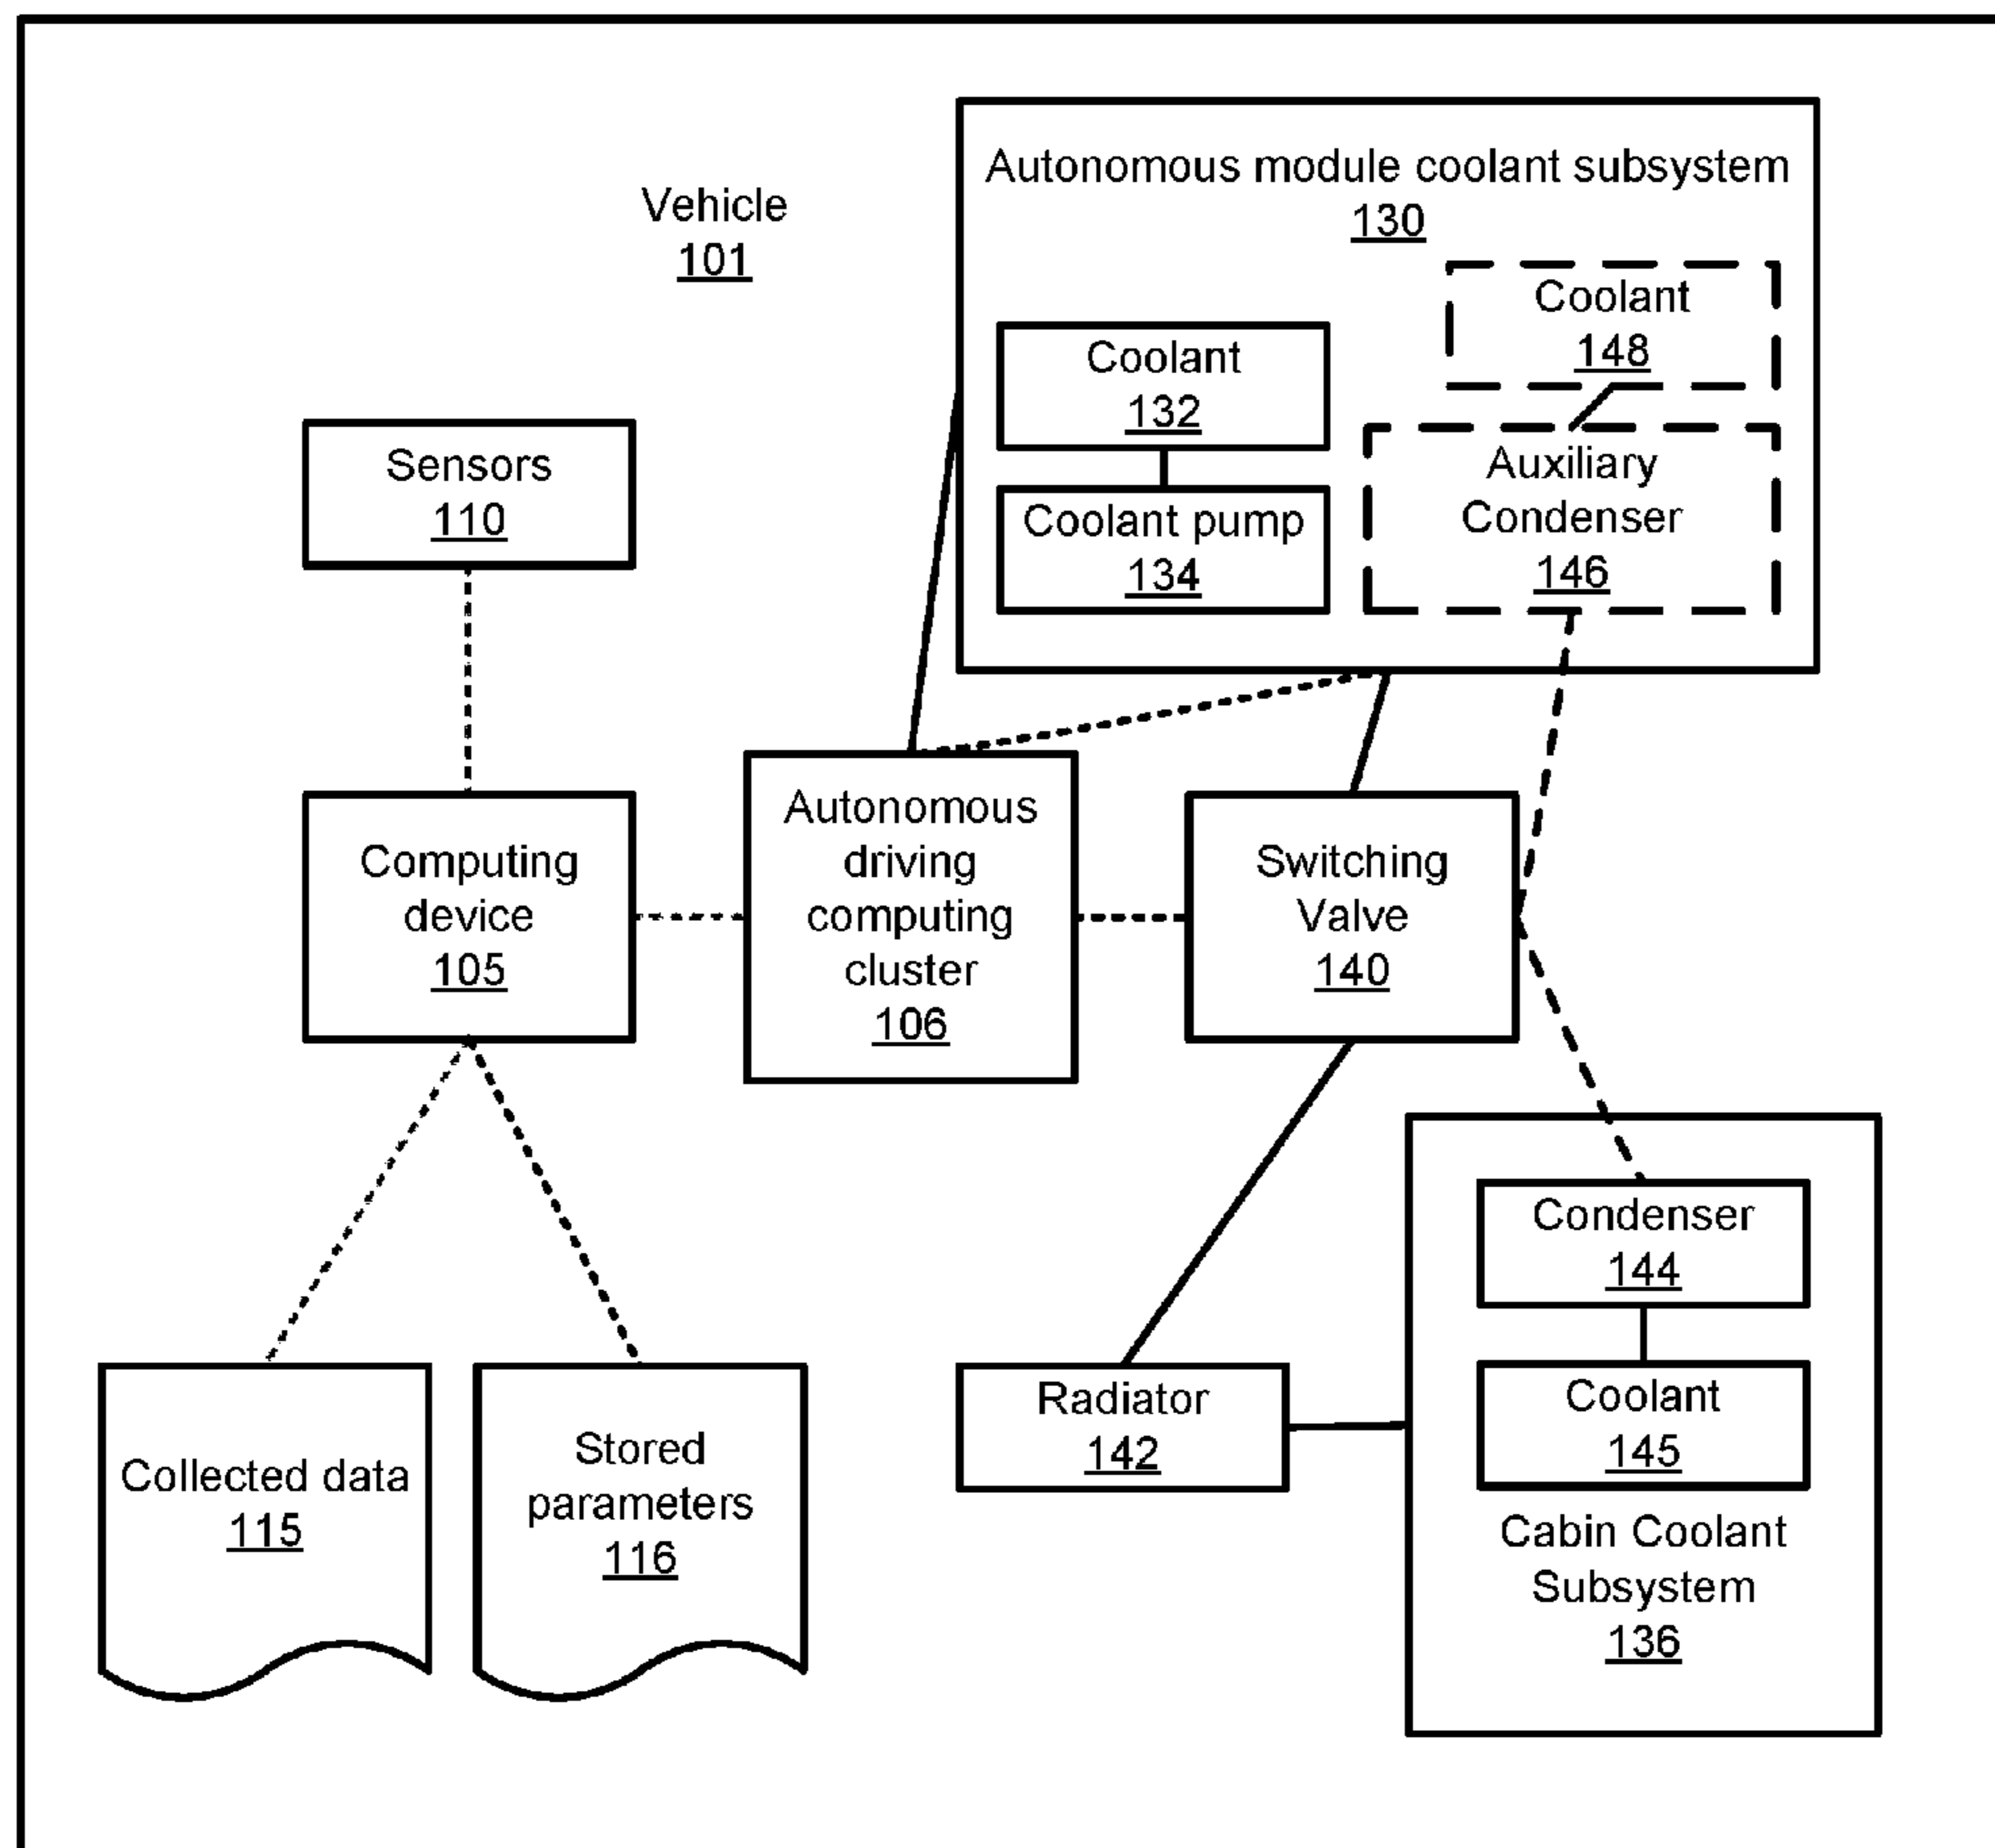 Vehicle
101
Autonomous module coolant subsystem
130
Coolant
148
Coolant
132
Auxiliary
Condenser
146
Coolant pump
134
Sensors
110
Computing
device
105
Autonomous
driving
computing
cluster
106
Switching
Valve
140
Condenser
144
Coolant
145
Cabin Coolant
Subsystem
136
Radiator
142
Collected data
115
Stored
parameters
116